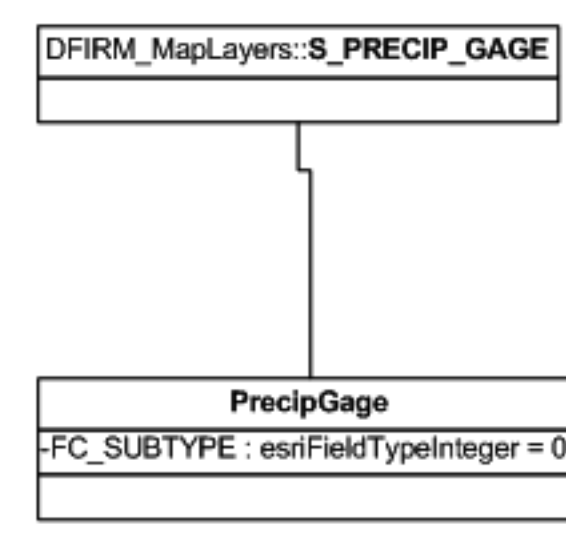 DFIRM_MapLayers::S_PRECIP_GAGE
PrecipGage
-FC_SUBTYPE : esriFieldTypeInteger = 0